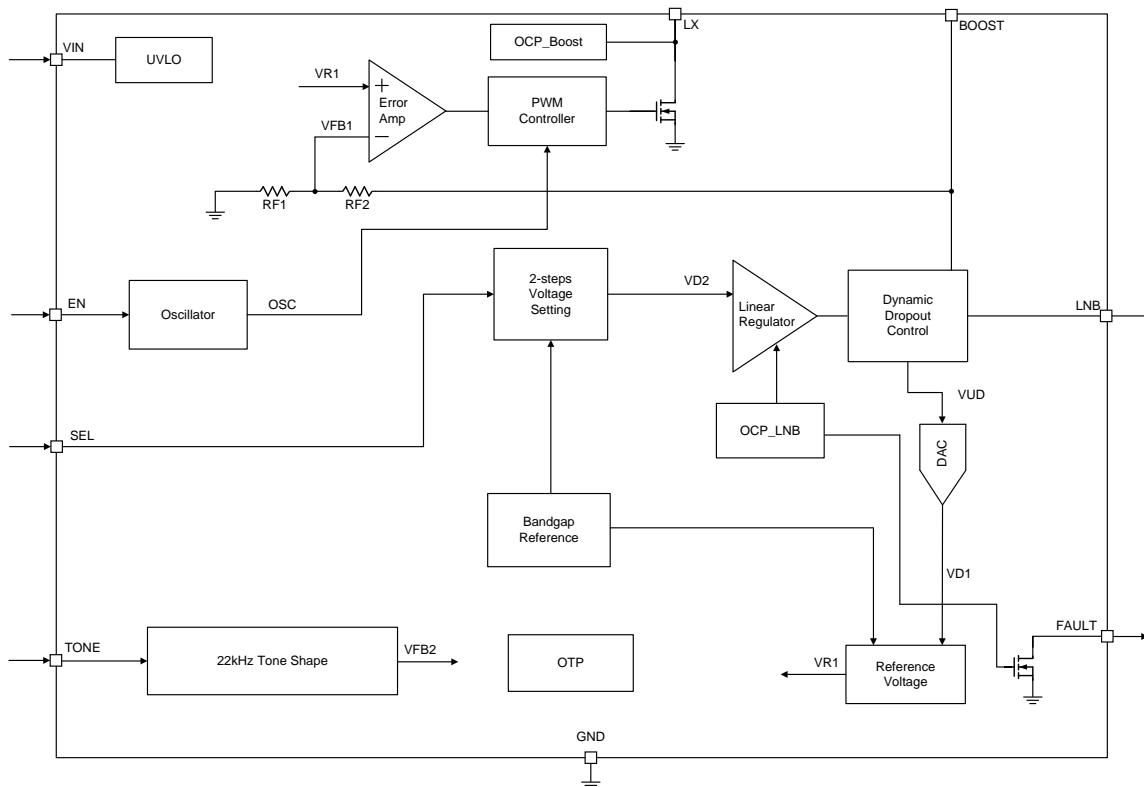 LX
BOOST
VIN
UVLO
OCP_Boost
VR1
+
Error
Amp
−
VFB1
PWM
Controller
RF1
RF2
EN
Oscillator
OSC
2-steps
Voltage
Setting
VD2
Linear
Regulator
Dynamic
Dropout
Control
LNB
VUD
SEL
OCP_LNB
DAC
Bandgap
Reference
VD1
TONE
22kHz Tone Shape
VFB2
OTP
VR1
Reference
Voltage
FAULT
GND